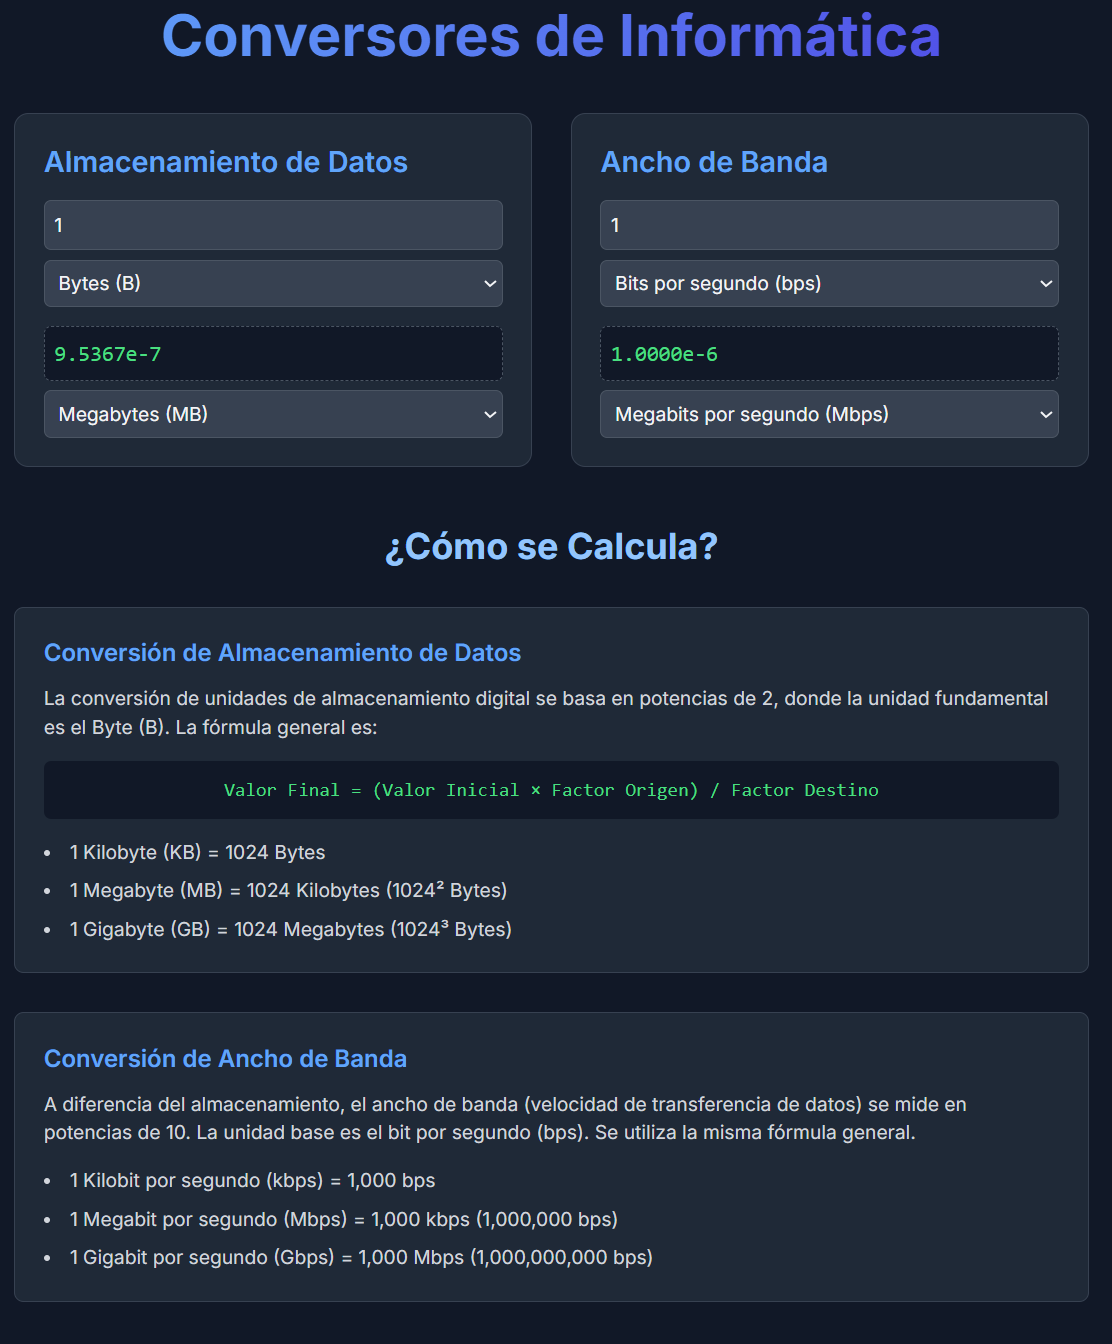 Conversores de Informática
Almacenamiento de Datos
1
Bytes (B)
9.5367e-7
Megabytes (MB)
Ancho de Banda
1
Bits por segundo (bps)
1.0000e-6
Megabits por segundo (Mbps)
¿Cómo se Calcula?
Conversión de Almacenamiento de Datos
La conversión de unidades de almacenamiento digital se basa en potencias de 2, donde la unidad fundamental
es el Byte (B). La fórmula general es:
Valor Final = (Valor Inicial × Factor Origen) / Factor Destino
• 1 Kilobyte (KB) = 1024 Bytes
• 1 Megabyte (MB) = 1024 Kilobytes (1024² Bytes)
• 1 Gigabyte (GB) = 1024 Megabytes (1024³ Bytes)
Conversión de Ancho de Banda
A diferencia del almacenamiento, el ancho de banda (velocidad de transferencia de datos) se mide en
potencias de 10. La unidad base es el bit por segundo (bps). Se utiliza la misma fórmula general.
• 1 Kilobit por segundo (kbps) = 1,000 bps
• 1 Megabit por segundo (Mbps) = 1,000 kbps (1,000,000 bps)
• 1 Gigabit por segundo (Gbps) = 1,000 Mbps (1,000,000,000 bps)